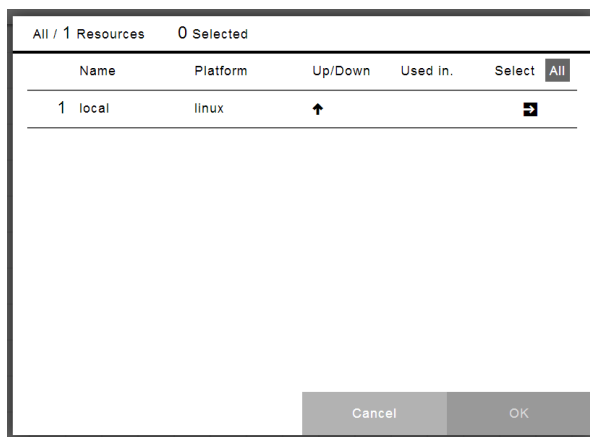 All / 1 Resources 0 Selected
Name Platform Up/Down Used in. Select All
1 local linux
Cancel OK